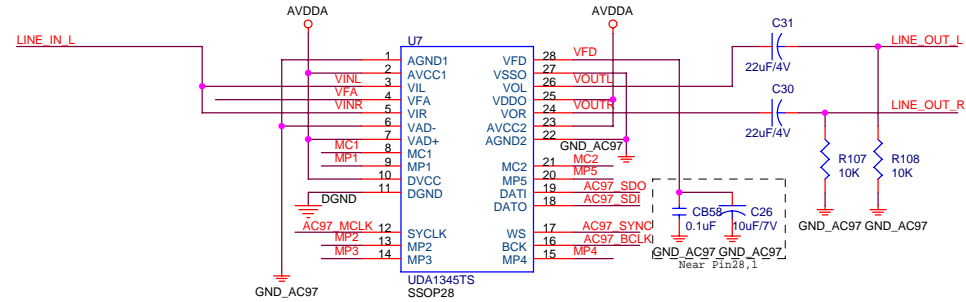 AVDDA
AVDDA
LINE_IN_L
U7
C31
22uF/4V
LINE_OUT_L
C30
22uF/4V
LINE_OUT_R
1 AGND1
2 AVCC1
VINL 3 VIL
VFA 4 VFA
VINR 5 VIR
6 VAD-
7 VAD+
MC1 8 MC1
MP1 9 MP1
10 DVCC
11 DGND
DGND
AC97_MCLK 12 SYCLK
MP2 13 MP2
MP3 14 MP3
VFD 28 VFD
VSSO 27
VOL 26 VOUTL
VDDO 25
VOR 24 VOUTR
AVCC2 23
AGND2 22
GND_AC97
MC2 21 MC2
MP5 20 MP5
DATI 19 AC97_SDO
DATO 18 AC97_SDI
WS 17 AC97_SYNC
BCK 16 AC97_BCLK
MP4 15 MP4
UDA1345TS
SSOP28
GND_AC97
CB58
0.1uF
C26
10uF/7V
GND_AC97
GND_AC97
Near Pin28,1
R107
10K
R108
10K
GND_AC97
GND_AC97